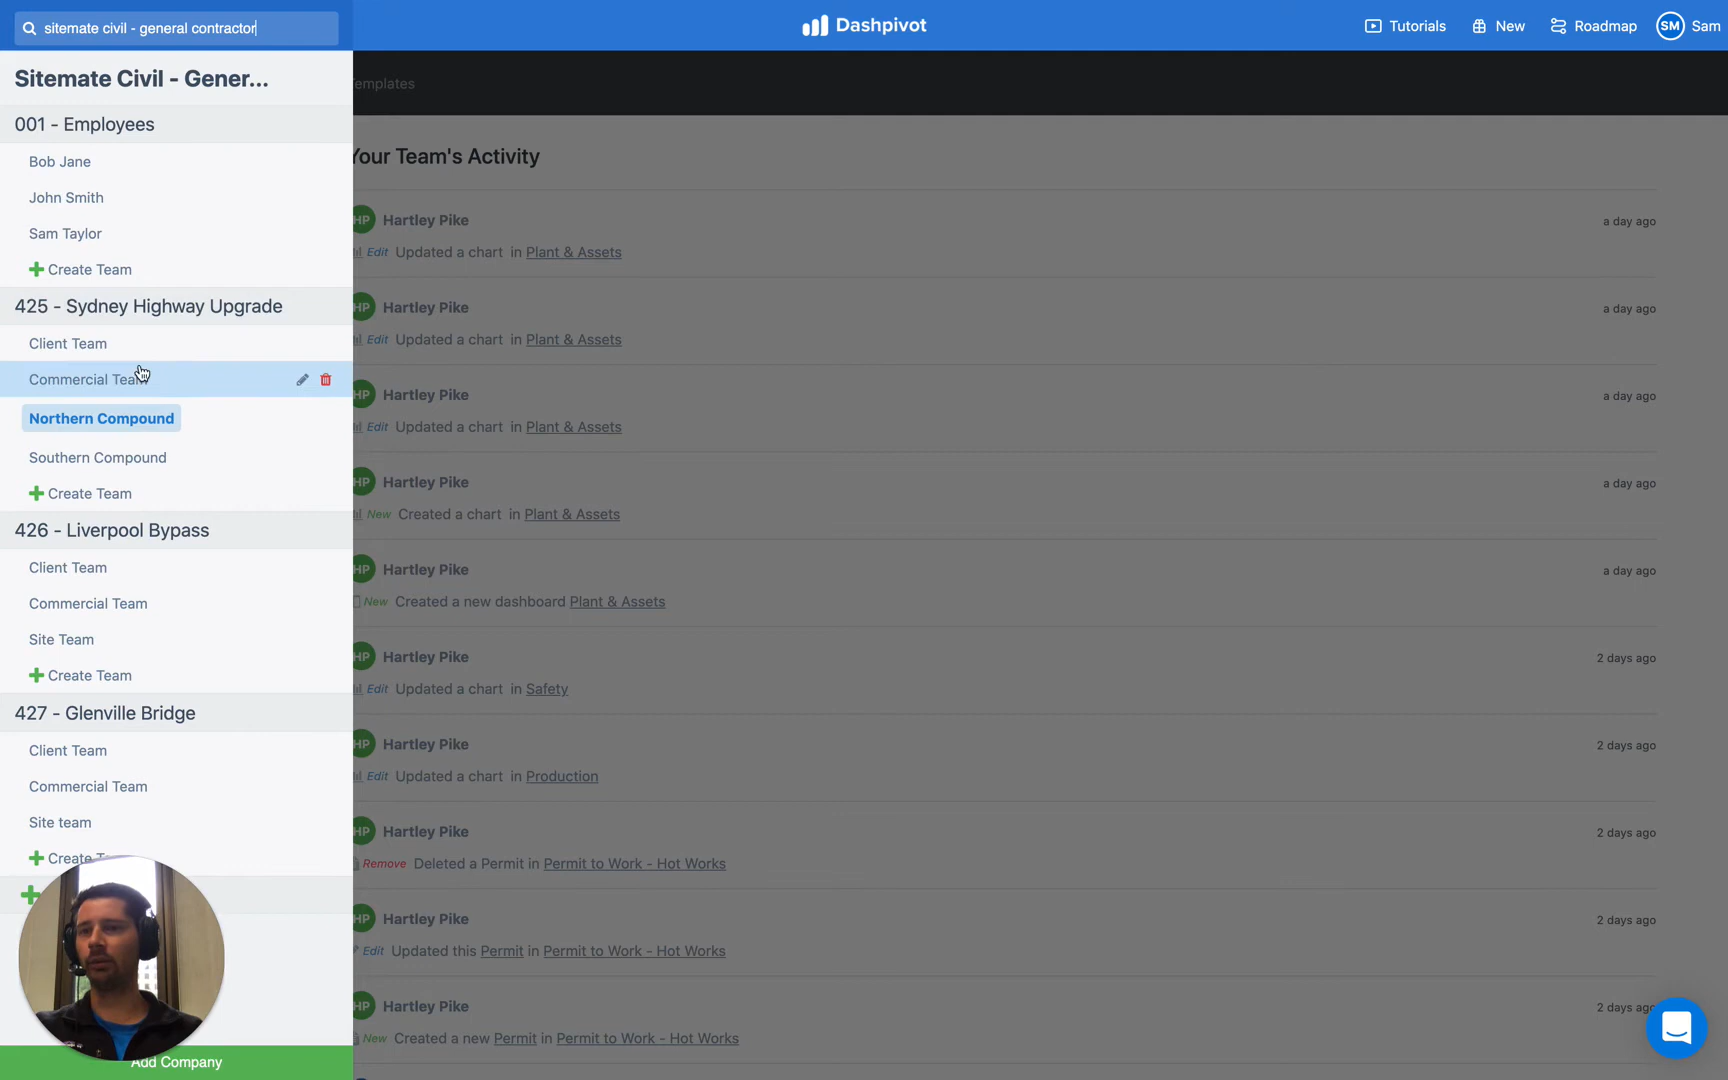 sitemate civil - general contractor
Dashpivot
Tutorials
New
Roadmap
SM Sam
Sitemate Civil - Gener...
001 - Employees
Bob Jane
John Smith
Sam Taylor
Create Team
425 - Sydney Highway Upgrade
Client Team
Commercial Team
Northern Compound
Southern Compound
Create Team
426 - Liverpool Bypass
Client Team
Commercial Team
Site Team
Create Team
427 - Glenville Bridge
Client Team
Commercial Team
Site team
Create
Add Company
Templates
Your Team's Activity
HP Hartley Pike
a day ago
Edit Updated a chart in Plant & Assets
HP Hartley Pike
a day ago
Edit Updated a chart in Plant & Assets
HP Hartley Pike
a day ago
Edit Updated a chart in Plant & Assets
HP Hartley Pike
a day ago
New Created a chart in Plant & Assets
HP Hartley Pike
a day ago
New Created a new dashboard Plant & Assets
HP Hartley Pike
2 days ago
Edit Updated a chart in Safety
HP Hartley Pike
2 days ago
Edit Updated a chart in Production
HP Hartley Pike
2 days ago
Remove Deleted a Permit in Permit to Work - Hot Works
HP Hartley Pike
2 days ago
Edit Updated this Permit in Permit to Work - Hot Works
HP Hartley Pike
2 days ago
New Created a new Permit in Permit to Work - Hot Works